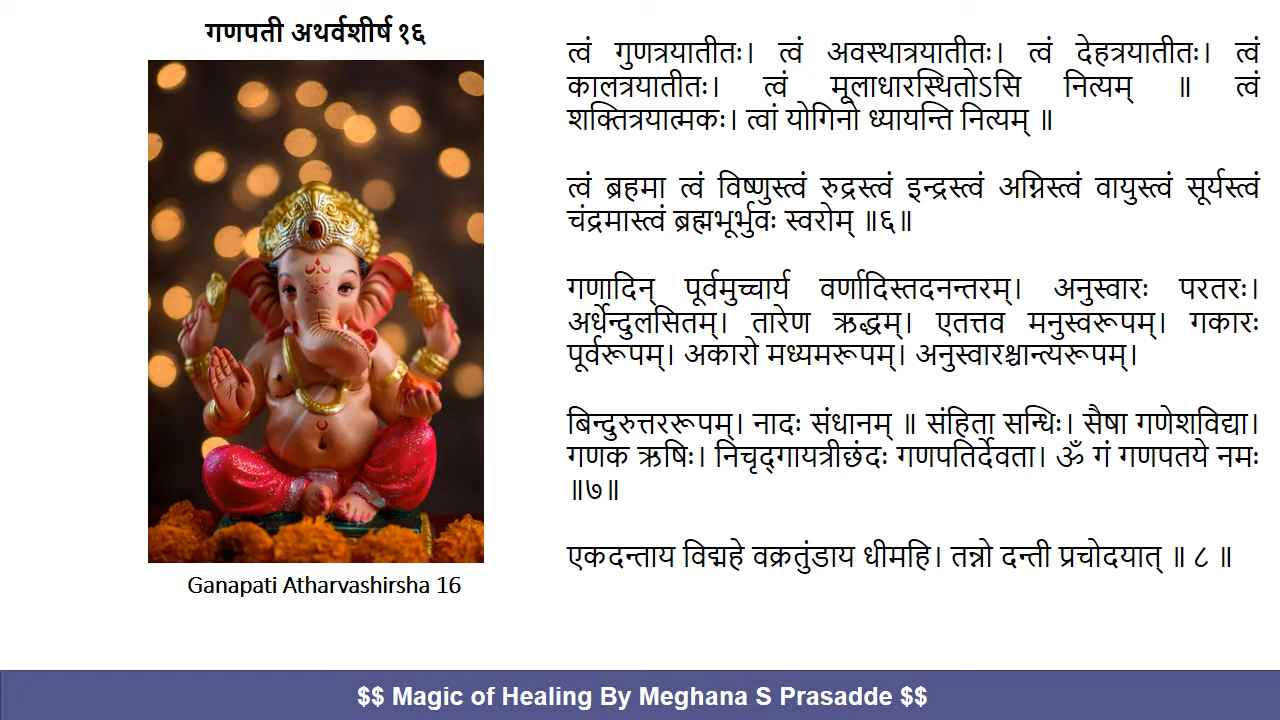 गणपती अथर्वशीर्ष १६
त्वं गुणत्रयातीतः। त्वं अवस्थात्रयातीतः। त्वं देहत्रयातीतः। त्वं
कालत्रयातीतः। त्वं मूलाधारस्थितोऽसि नित्यम् ॥ त्वं
शक्तित्रयात्मकः। त्वां योगिनो ध्यायन्ति नित्यम् ॥
त्वं ब्रहमा त्वं विष्णुस्त्वं रुद्रस्त्वं इन्द्रस्त्वं अग्निस्त्वं वायुस्त्वं सूर्यस्त्वं
चंद्रमास्त्वं ब्रह्मभूर्भुवः स्वरोम् ॥६॥
गणादिन् पूर्वमुच्चार्य वर्णादिस्तदनन्तरम्। अनुस्वारः परतरः।
अर्धेन्दुलसितम्। तारेण ऋद्धम्। एतत्तव मनुस्वरूपम्। गकारः
पूर्वरूपम्। अकारो मध्यमरूपम्। अनुस्वारश्चान्त्यरूपम्।
बिन्दुरुत्तररूपम्। नादः संधानम् ॥ संहिता सन्धिः। सैषा गणेशविद्या।
गणक ऋषिः। निचृद्‌गायत्रीछंदः गणपतिर्देवता। ॐ गं गणपतये नमः
॥७॥
एकदन्ताय विद्महे वक्रतुंडाय धीमहि। तन्नो दन्ती प्रचोदयात् ॥ ८ ॥
Ganapati Atharvashirsha 16
$$ Magic of Healing By Meghana S Prasadde $$